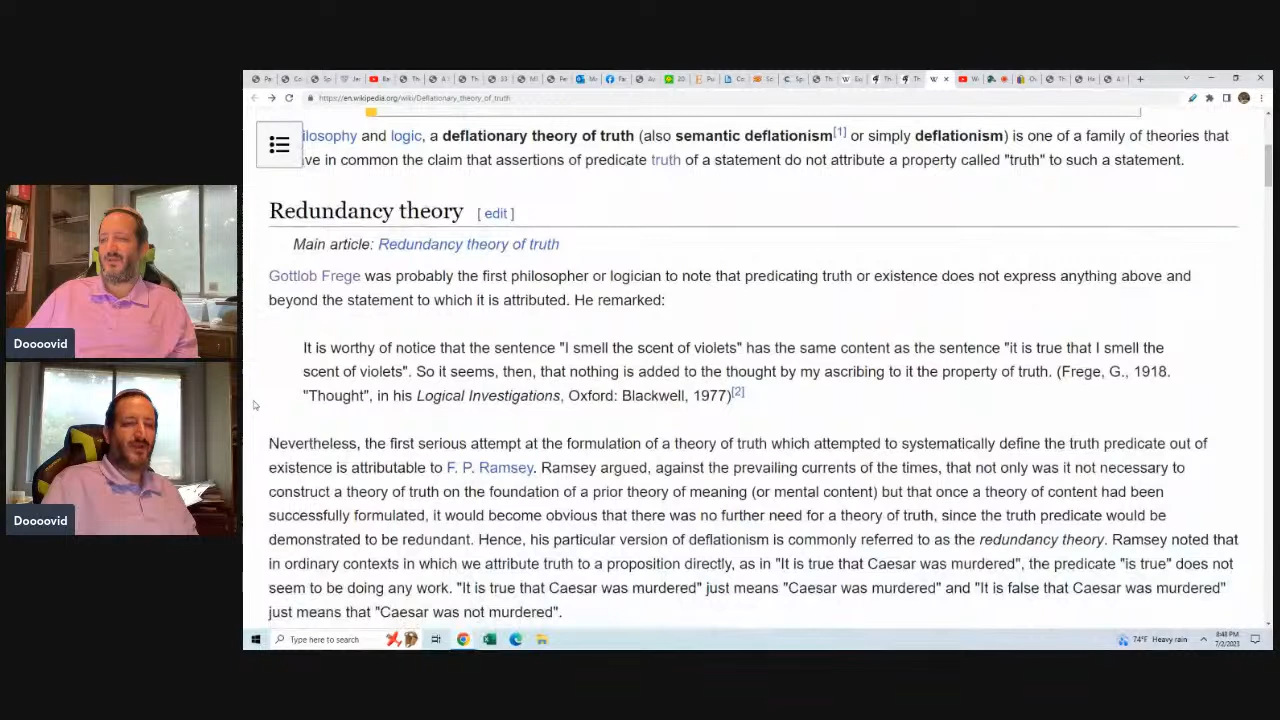 https://en.wikipedia.org/wiki/Deflationary_theory_of_truth
ilosophy and logic, a deflationary theory of truth (also semantic deflationism[1] or simply deflationism) is one of a family of theories that
ve in common the claim that assertions of predicate truth of a statement do not attribute a property called "truth" to such a statement.
Redundancy theory [ edit ]
Main article: Redundancy theory of truth
Gottlob Frege was probably the first philosopher or logician to note that predicating truth or existence does not express anything above and
beyond the statement to which it is attributed. He remarked:
It is worthy of notice that the sentence "I smell the scent of violets" has the same content as the sentence "it is true that I smell the
scent of violets". So it seems, then, that nothing is added to the thought by my ascribing to it the property of truth. (Frege, G., 1918.
"Thought", in his Logical Investigations, Oxford: Blackwell, 1977)[2]
Nevertheless, the first serious attempt at the formulation of a theory of truth which attempted to systematically define the truth predicate out of
existence is attributable to F. P. Ramsey. Ramsey argued, against the prevailing currents of the times, that not only was it not necessary to
construct a theory of truth on the foundation of a prior theory of meaning (or mental content) but that once a theory of content had been
successfully formulated, it would become obvious that there was no further need for a theory of truth, since the truth predicate would be
demonstrated to be redundant. Hence, his particular version of deflationism is commonly referred to as the redundancy theory. Ramsey noted that
in ordinary contexts in which we attribute truth to a proposition directly, as in "It is true that Caesar was murdered", the predicate "is true" does not
seem to be doing any work. "It is true that Caesar was murdered" just means "Caesar was murdered" and "It is false that Caesar was murdered"
just means that "Caesar was not murdered".
Doooovid
Doooovid
Type here to search
74°F Heavy rain
8:48 PM
7/2/2023